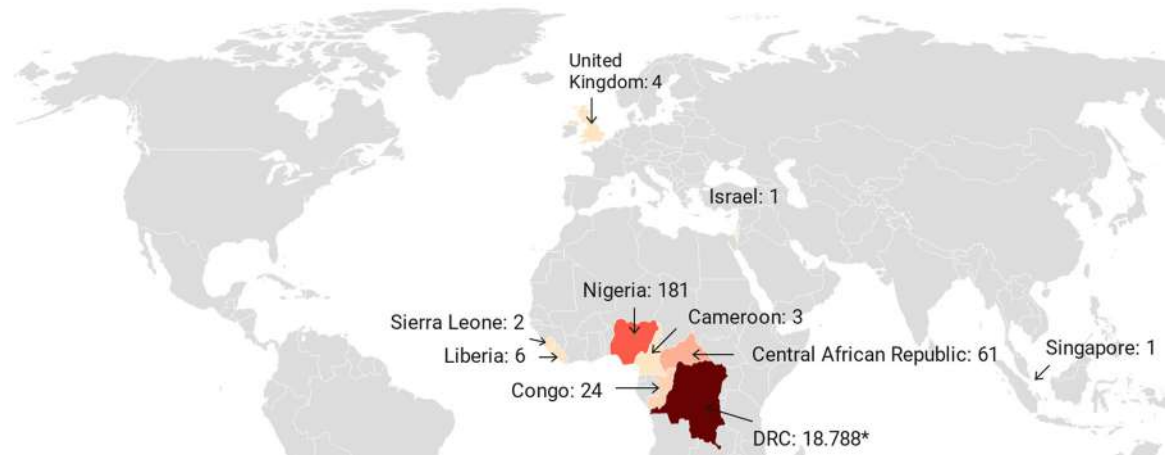 United
Kingdom: 4
Israel: 1
Nigeria: 181
Sierra Leone: 2
Cameroon: 3
Liberia: 6
Central African Republic: 61
Singapore: 1
Congo: 24
DRC: 18.788*